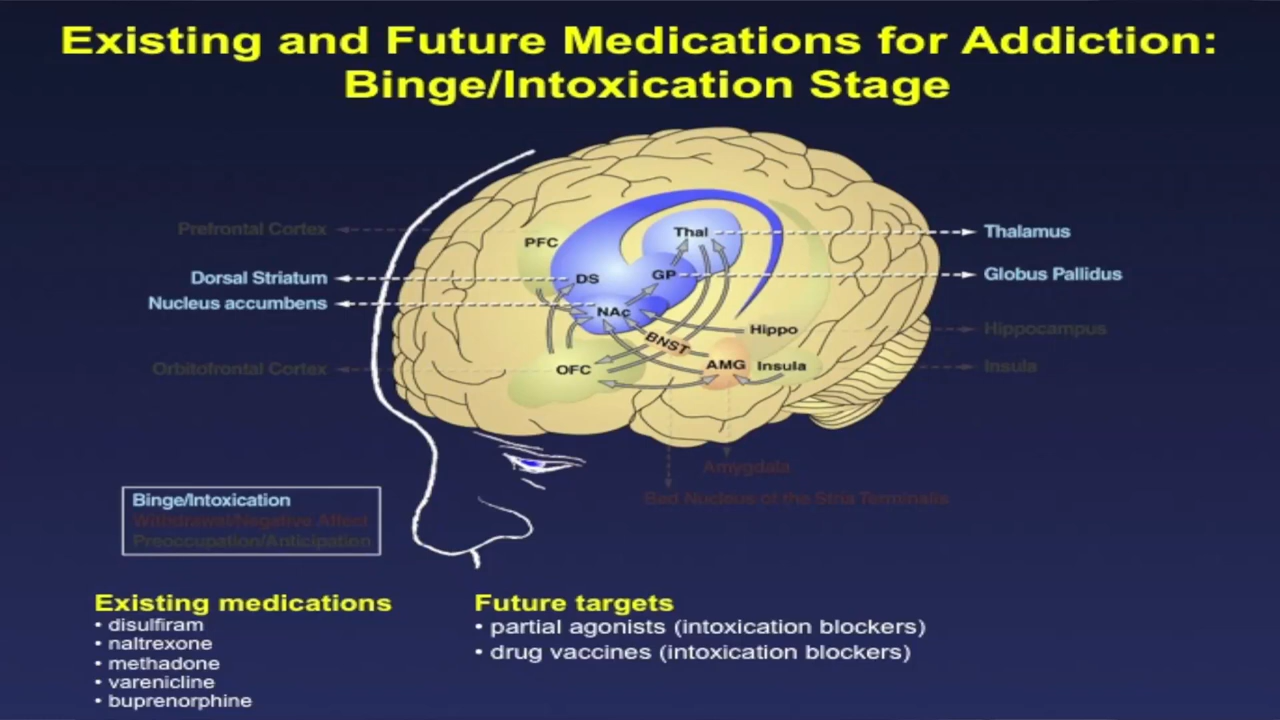 Existing and Future Medications for Addiction:
Binge/Intoxication Stage
Prefrontal Cortex
Dorsal Striatum
Nucleus accumbens
Orbitofrontal Cortex
PFC
Thal
DS
GP
NAc
Hippo
BNST
OFC
AMG
Insula
Thalamus
Globus Pallidus
Hippocampus
Insula
Amygdala
Bed Nucleus of the Stria Terminalis
Binge/Intoxication
Withdrawal/Negative Affect
Preoccupation/Anticipation
Existing medications
• disulfiram
• naltrexone
• methadone
• varenicline
• buprenorphine
Future targets
• partial agonists (intoxication blockers)
• drug vaccines (intoxication blockers)